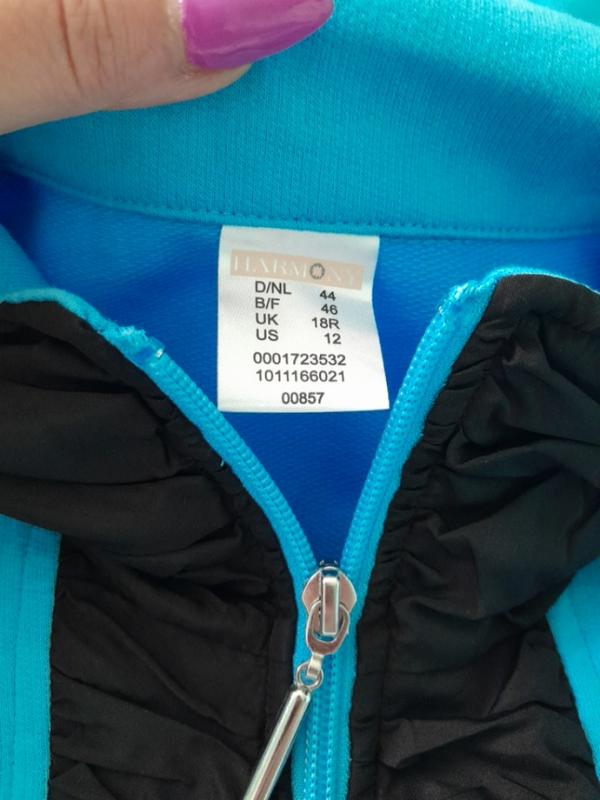 HARMONY
D/NL 44
B/F 46
UK 18R
US 12
0001723532
1011166021
00857